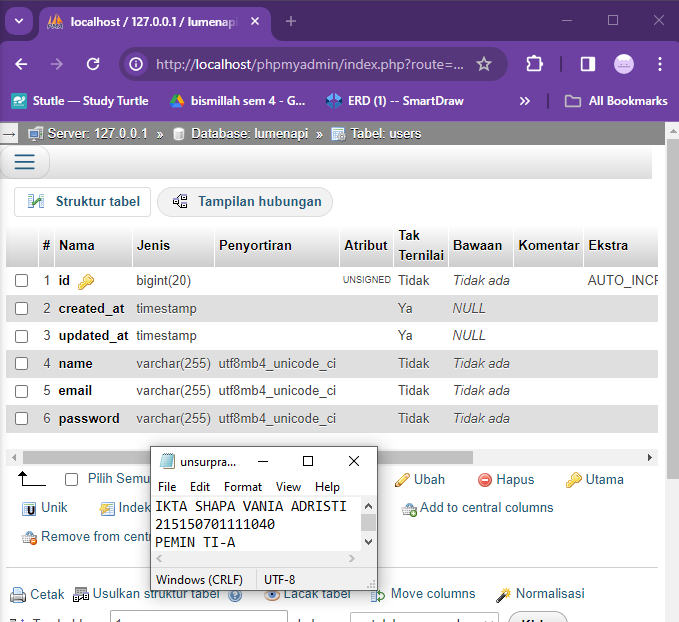 localhost / 127.0.0.1 / lumenapi
http://localhost/phpmyadmin/index.php?route=...
Stutle — Study Turtle
bismillah sem 4 - G...
ERD (1) -- SmartDraw
»
All Bookmarks
Server: 127.0.0.1 » Database: lumenapi » Tabel: users
Struktur tabel
Tampilan hubungan
# Nama Jenis Penyortiran Atribut Tak Ternilai Bawaan Komentar Ekstra
1 id bigint(20) UNSIGNED Tidak Tidak ada AUTO_INCR
2 created_at timestamp Ya NULL
3 updated_at timestamp Ya NULL
4 name varchar(255) utf8mb4_unicode_ci Tidak Tidak ada
5 email varchar(255) utf8mb4_unicode_ci Tidak Tidak ada
6 password varchar(255) utf8mb4_unicode_ci Tidak Tidak ada
Pilih Semu
Ubah
Hapus
Utama
Unik
Indek
Add to central columns
Remove from centr
unsurpra...
File Edit Format View Help
IKTA SHAPA VANIA ADRISTI
215150701111040
PEMIN TI-A
Windows (CRLF) UTF-8
Cetak
Usulkan struktur tabel
Lacak tabel
Move columns
Normalisasi